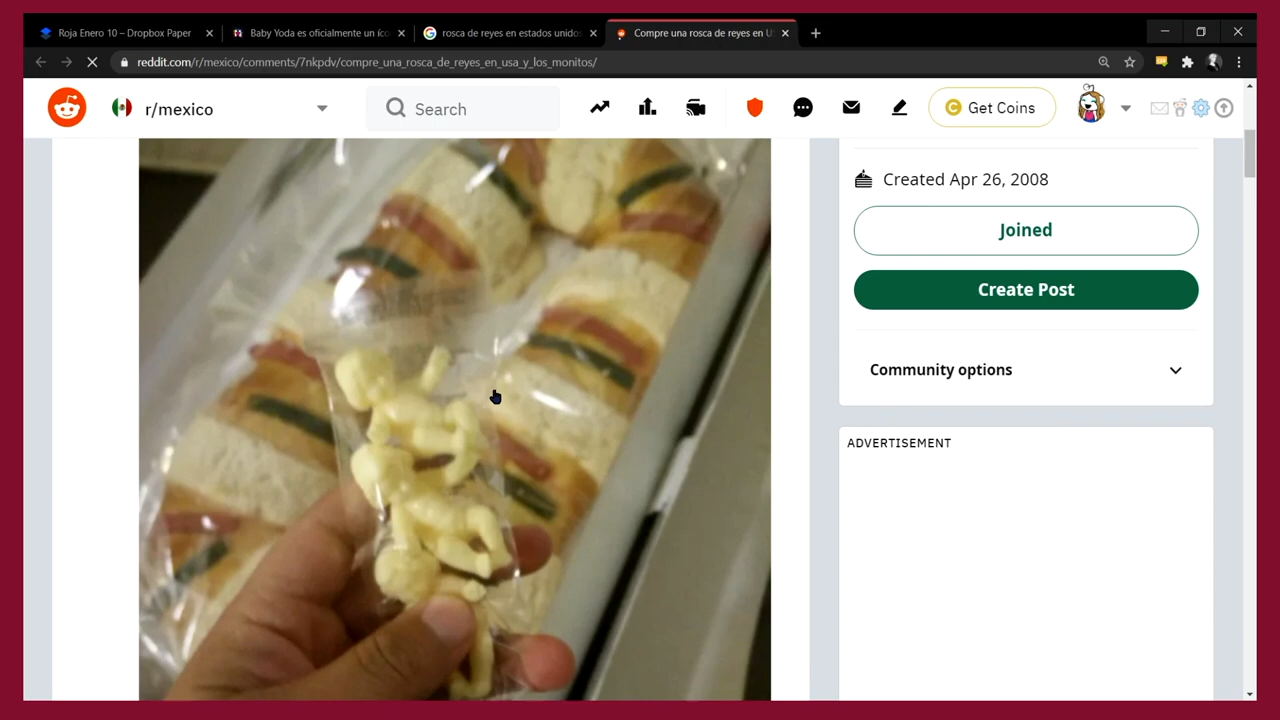 Roja Enero 10 – Dropbox Paper
Baby Yoda es oficialmente un íco
rosca de reyes en estados unidos
Compre una rosca de reyes en U
reddit.com/r/mexico/comments/7nkpdv/compre_una_rosca_de_reyes_en_usa_y_los_monitos/
r/mexico
Search
Get Coins
Created Apr 26, 2008
Joined
Create Post
Community options
ADVERTISEMENT